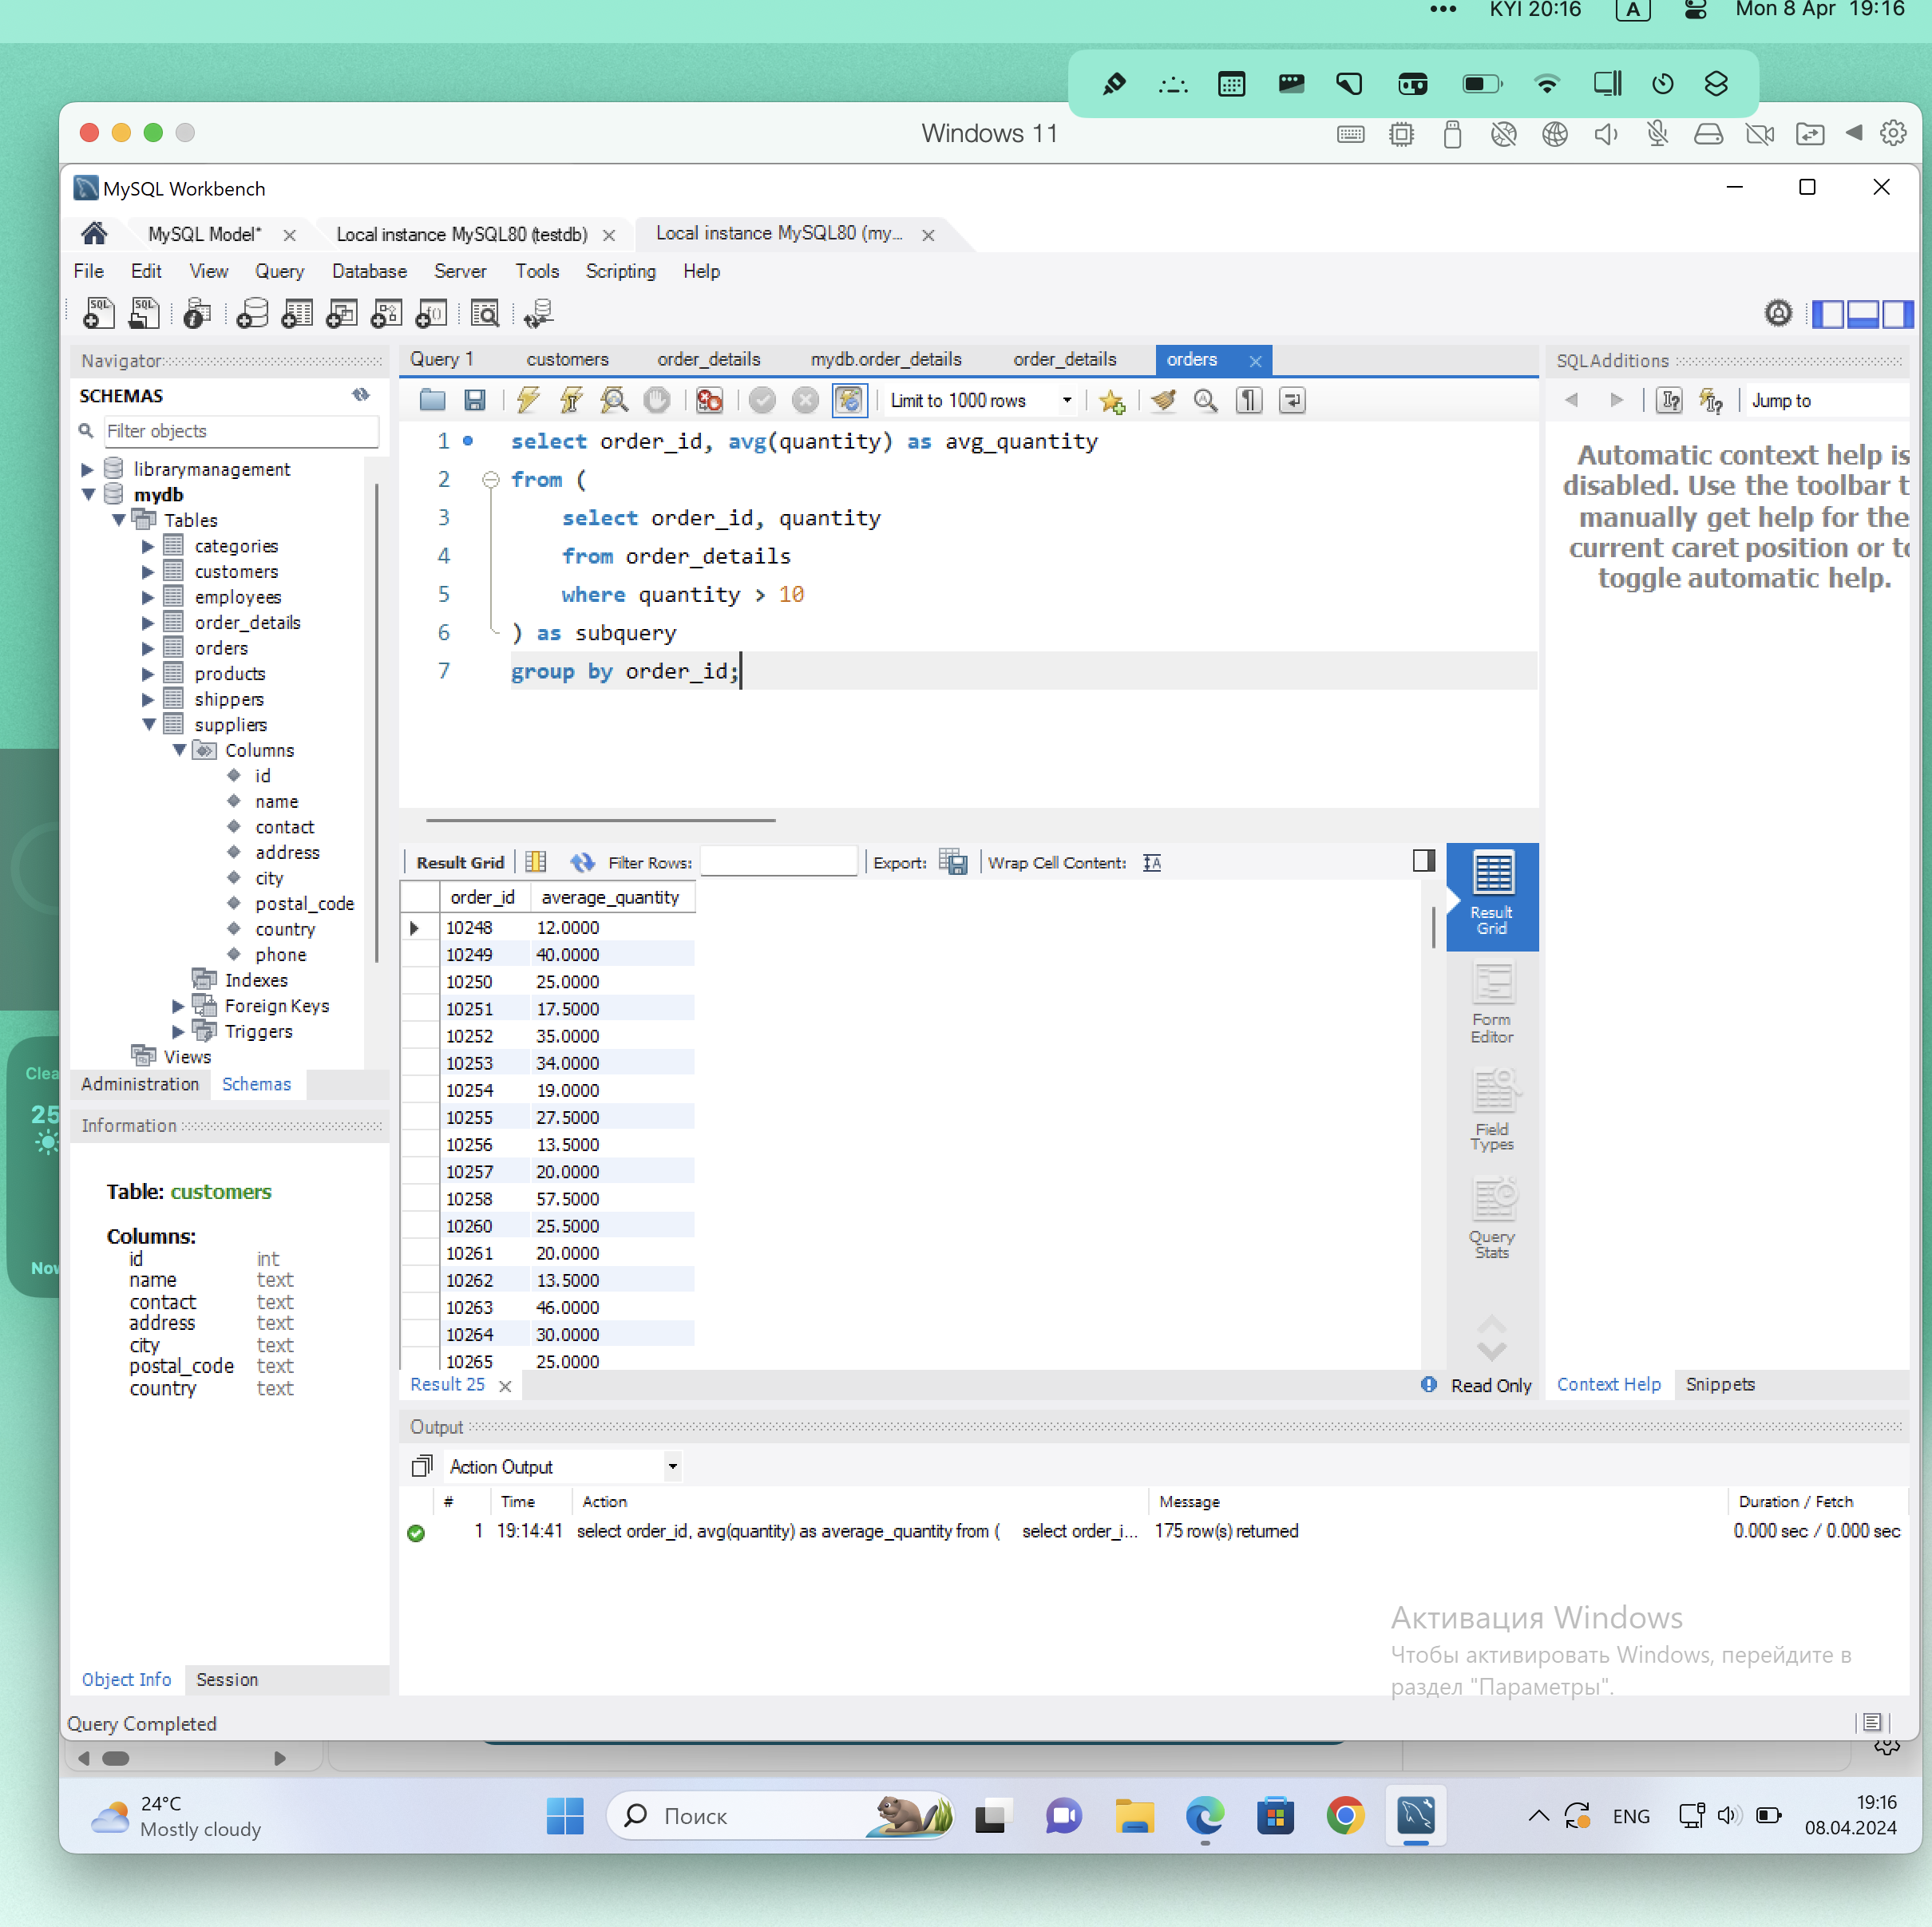 KYI 20:16 A Mon 8 Apr 19:16
Windows 11
MySQL Workbench
MySQL Model* Local instance MySQL80 (testdb) Local instance MySQL80 (my...
File Edit View Query Database Server Tools Scripting Help
Navigator
SCHEMAS
Filter objects
librarymanagement
mydb
Tables
categories
customers
employees
order_details
orders
products
shippers
suppliers
Columns
id
name
contact
address
city
postal_code
country
phone
Indexes
Foreign Keys
Triggers
Views
Administration Schemas
Information
Table: customers
Columns:
id int
name text
contact text
address text
city text
postal_code text
country text
Object Info Session
Query 1 customers order_details mydb.order_details order_details orders
Limit to 1000 rows
1 select order_id, avg(quantity) as avg_quantity
2 from (
3 select order_id, quantity
4 from order_details
5 where quantity > 10
6 ) as subquery
7 group by order_id;
Result Grid Filter Rows: Export: Wrap Cell Content:
order_id average_quantity
10248 12.0000
10249 40.0000
10250 25.0000
10251 17.5000
10252 35.0000
10253 34.0000
10254 19.0000
10255 27.5000
10256 13.5000
10257 20.0000
10258 57.5000
10260 25.5000
10261 20.0000
10262 13.5000
10263 46.0000
10264 30.0000
10265 25.0000
Result Grid
Form Editor
Field Types
Query Stats
Result 25 Read Only
SQLAdditions
Jump to
Automatic context help is
disabled. Use the toolbar t
manually get help for the
current caret position or to
toggle automatic help.
Context Help Snippets
Output
Action Output
# Time Action Message Duration / Fetch
1 19:14:41 select order_id, avg(quantity) as average_quantity from ( select order_i... 175 row(s) returned 0.000 sec / 0.000 sec
Активация Windows
Чтобы активировать Windows, перейдите в
раздел "Параметры".
Query Completed
Clea
25
Now
24°C
Mostly cloudy
Поиск
ENG
19:16
08.04.2024